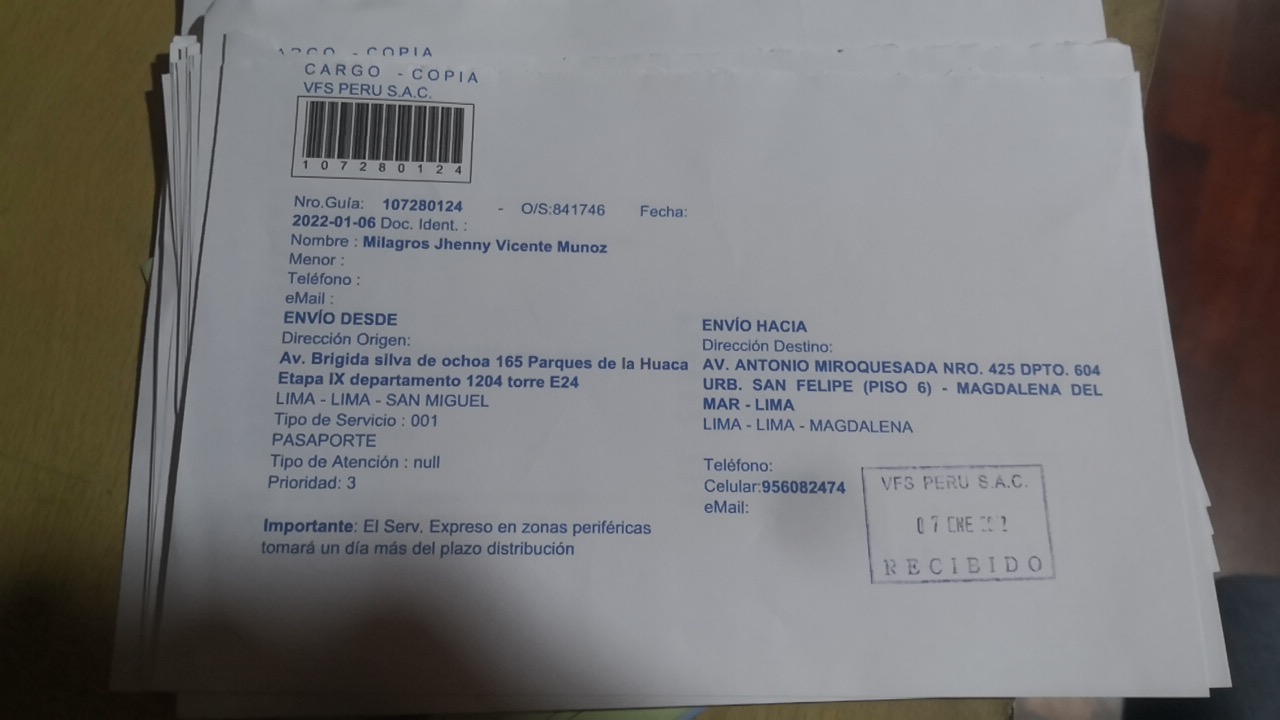 CARGO - COPIA
CARGO - COPIA
VFS PERU S.A.C.
107280124
Nro.Guía: 107280124 - O/S:841746 Fecha:
2022-01-06 Doc. Ident. :
Nombre : Milagros Jhenny Vicente Munoz
Menor :
Teléfono :
eMail :
ENVÍO DESDE
Dirección Origen:
Av. Brigida silva de ochoa 165 Parques de la Huaca
Etapa IX departamento 1204 torre E24
LIMA - LIMA - SAN MIGUEL
Tipo de Servicio : 001
PASAPORTE
Tipo de Atención : null
Prioridad: 3
Importante: El Serv. Expreso en zonas periféricas
tomará un día más del plazo distribución
ENVÍO HACIA
Dirección Destino:
AV. ANTONIO MIROQUESADA NRO. 425 DPTO. 604
URB. SAN FELIPE (PISO 6) - MAGDALENA DEL
MAR - LIMA
LIMA - LIMA - MAGDALENA
Teléfono:
Celular:956082474
eMail:
VFS PERU S.A.C.
07 ENE
RECIBIDO